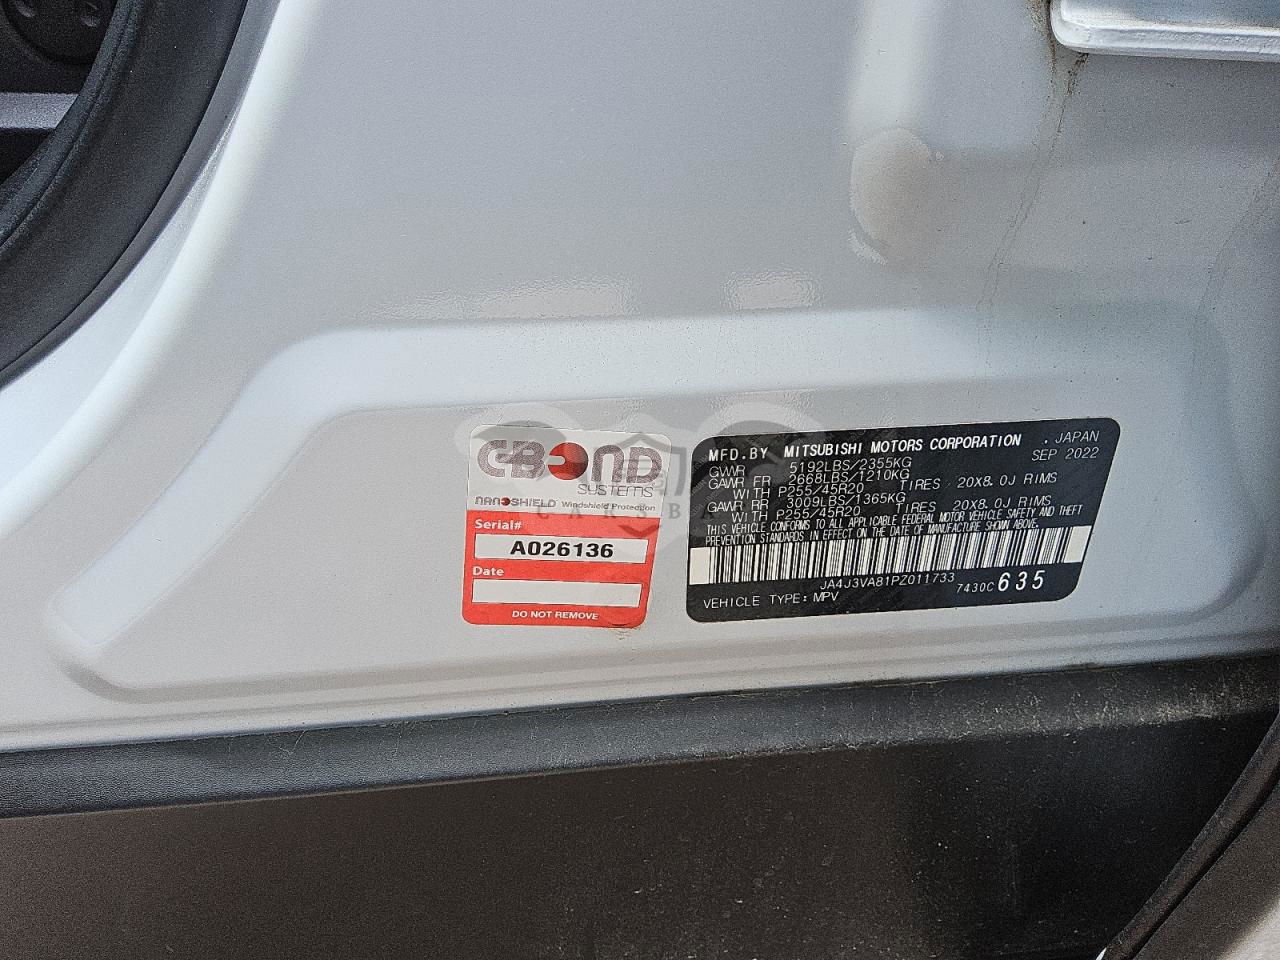 C-BOND
SYSTEMS
NANOSHIELD Windshield Protection
Serial#
A026136
Date
DO NOT REMOVE
MFD.BY MITSUBISHI MOTORS CORPORATION . JAPAN
SEP 2022
GVWR 5192LBS/2355KG
GAWR FR 2668LBS/1210KG
WITH P255/45R20 TIRES 20X8.0J RIMS
GAWR RR 3009LBS/1365KG
WITH P255/45R20 TIRES 20X8.0J RIMS
THIS VEHICLE CONFORMS TO ALL APPLICABLE FEDERAL MOTOR VEHICLE SAFETY AND THEFT
PREVENTION STANDARDS IN EFFECT ON THE DATE OF MANUFACTURE SHOWN ABOVE.
JA4J3VA81PZ011733
VEHICLE TYPE: MPV 7430C 635